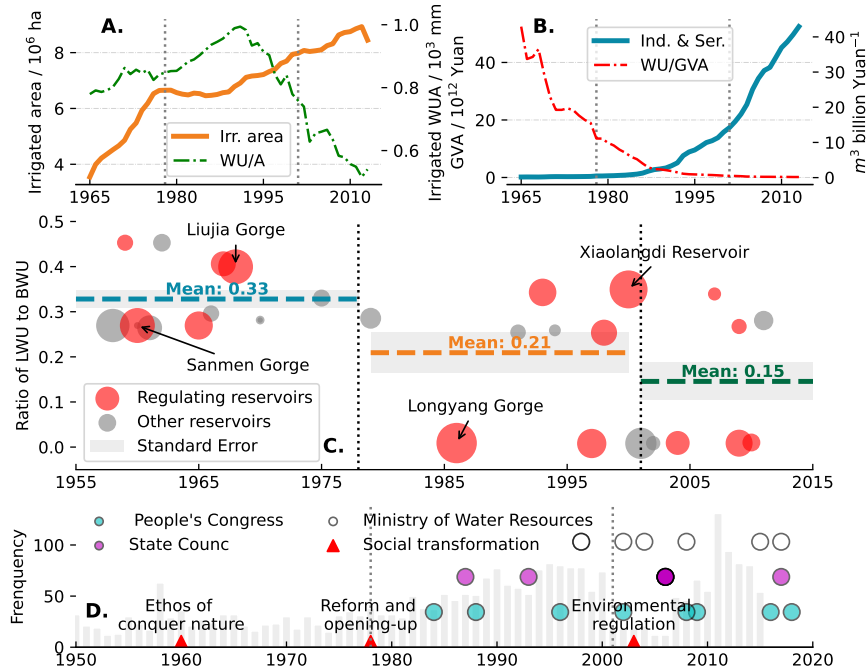 A.
Irrigated area / 10⁶ ha
8
6
4
1.0
0.8
0.6
Irrigated WUA / 10³ mm
Irr. area
WU/A
1965
1980
1995
2010
B.
GVA / 10¹² Yuan
40
20
0
40
30
20
10
0
m³ billion Yuan⁻¹
Ind. & Ser.
WU/GVA
1965
1980
1995
2010
Ratio of LWU to BWU
0.5
0.4
0.3
0.2
0.1
0.0
Liujia Gorge
Xiaolangdi Reservoir
Mean: 0.33
Mean: 0.21
Sanmen Gorge
Mean: 0.15
Longyang Gorge
Regulating reservoirs
Other reservoirs
Standard Error
C.
1955
1965
1975
1985
1995
2005
2015
Frenquency
100
50
0
People's Congress
Ministry of Water Resources
State Counc
Social transformation
D.
Ethos of
conquer nature
Reform and
opening-up
Environmental
regulation
1950
1960
1970
1980
1990
2000
2010
2020